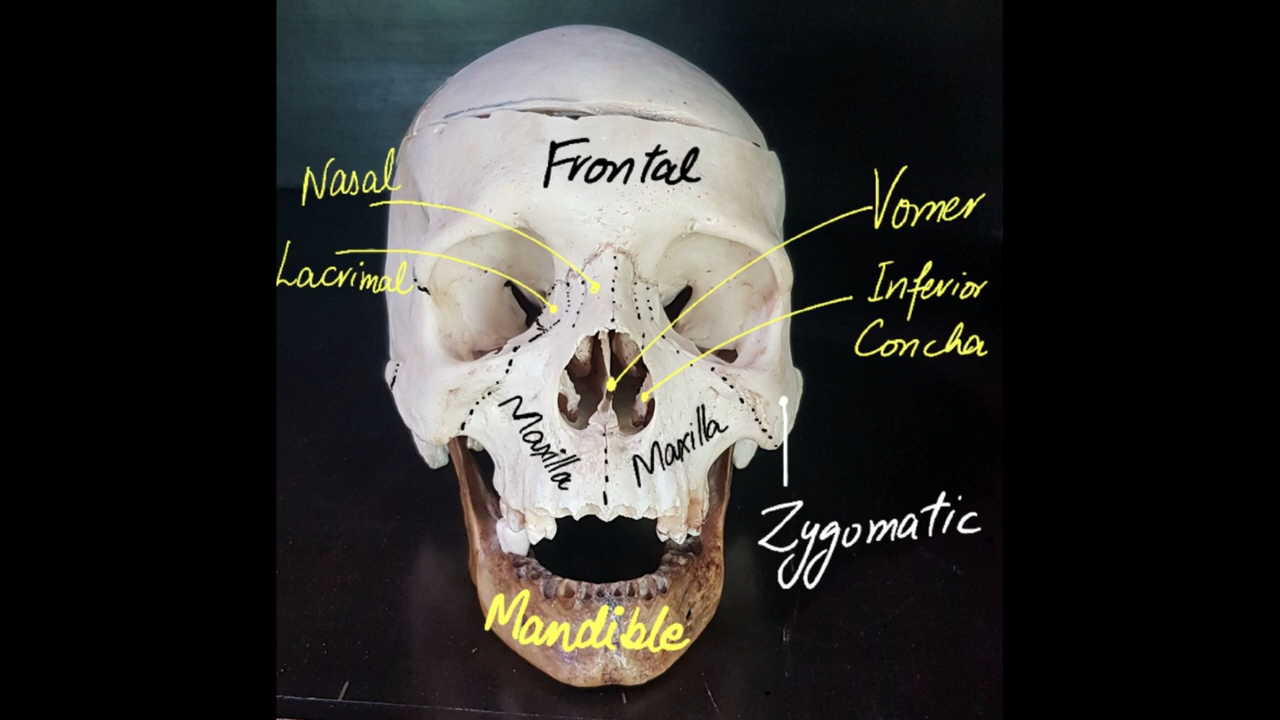 Frontal
Nasal
Vomer
Lacrimal
Inferior
Concha
Maxilla
Maxilla
Zygomatic
Mandible